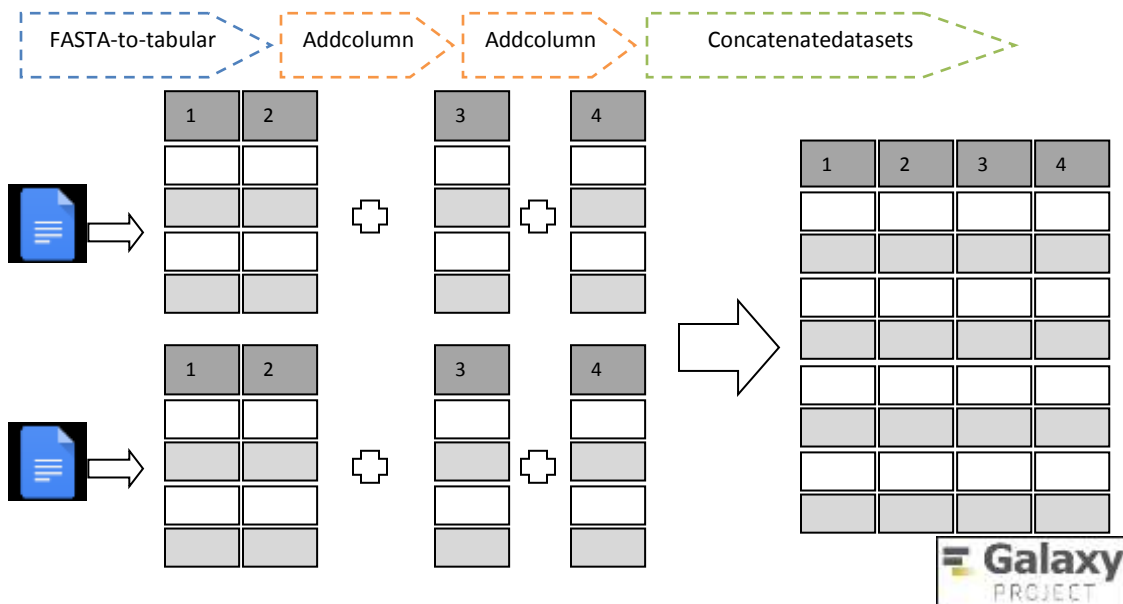 FASTA-to-tabular
Addcolumn
Addcolumn
Concatenatedatasets
1 2 3 4
1 2 3 4
1 2 3 4
Galaxy
PROJECT